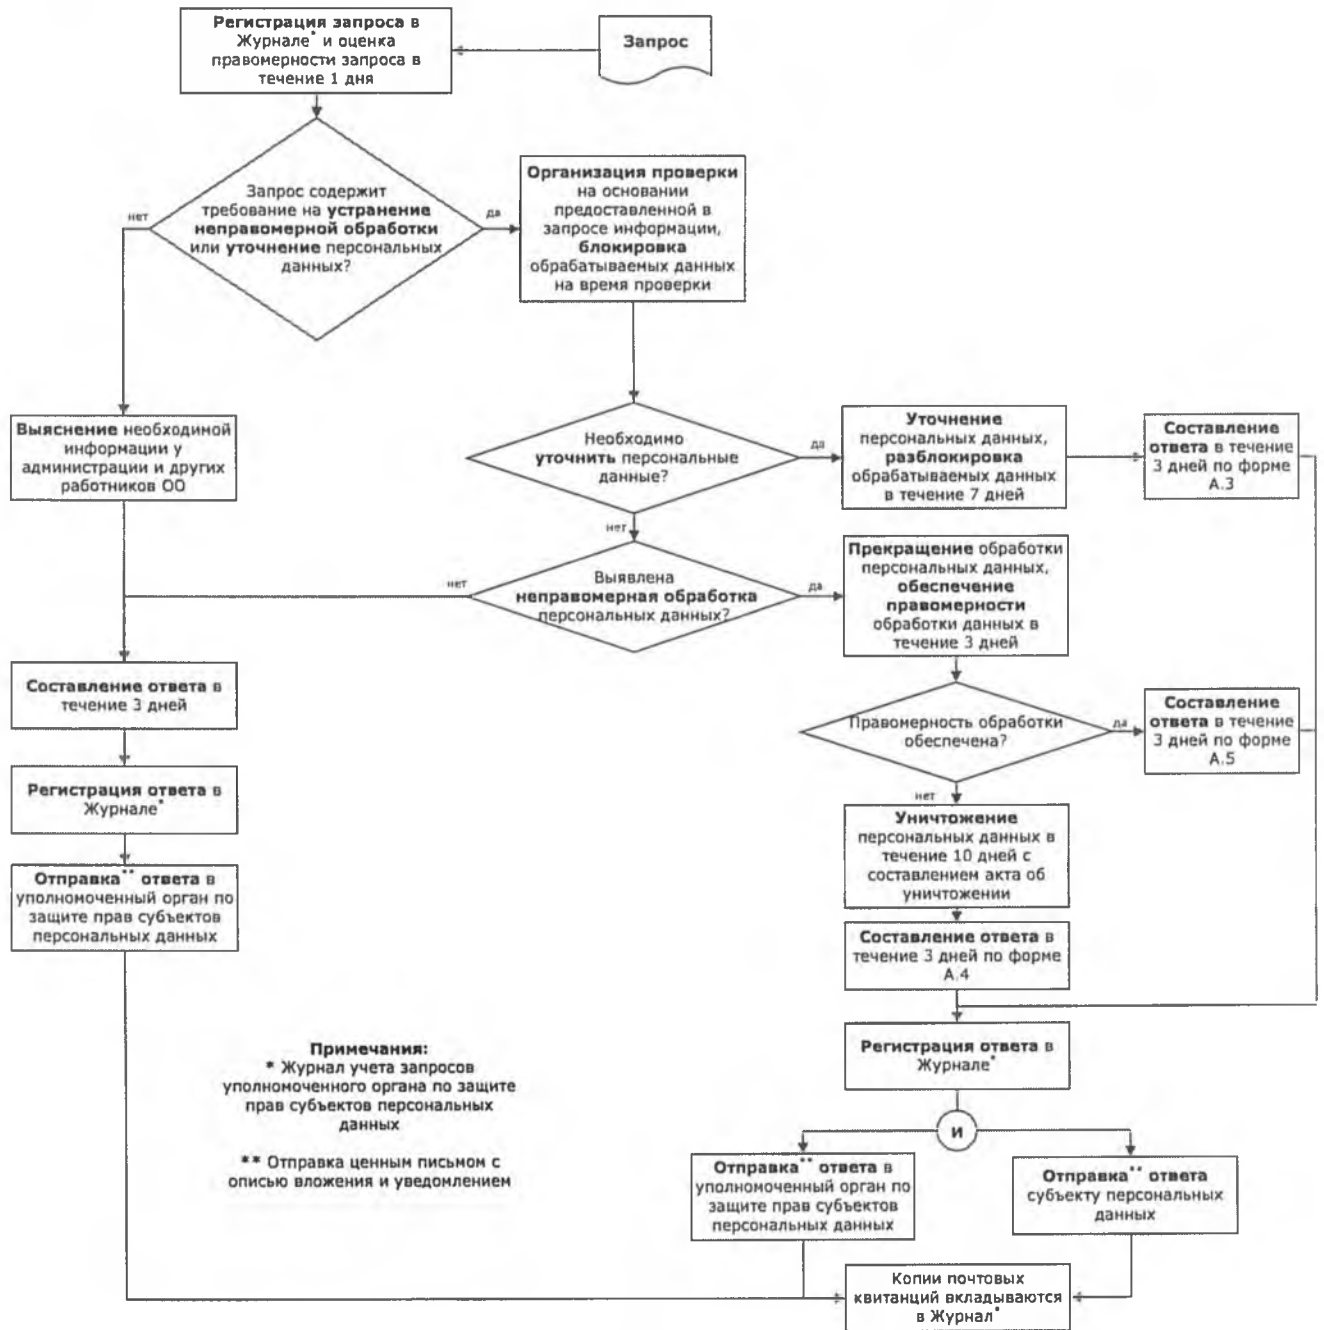 Регистрация запроса в
Журнале* и оценка
правомерности запроса в
течение 1 дня
Запрос
Запрос содержит
требование на устранение
неправомерной обработки
или уточнение персональных
данных?
нет
да
Организация проверки
на основании
предоставленной в
запросе информации,
блокировка
обрабатываемых данных
на время проверки
Выяснение необходимой
информации у
администрации и других
работников ОО
Необходимо
уточнить персональные
данные?
да
Уточнение
персональных данных,
разблокировка
обрабатываемых данных
в течение 7 дней
Составление
ответа в течение
3 дней по форме
А.3
нет
Выявлена
неправомерная обработка
персональных данных?
нет
да
Прекращение обработки
персональных данных,
обеспечение
правомерности
обработки данных в
течение 3 дней
Составление ответа в
течение 3 дней
Правомерность обработки
обеспечена?
да
Составление
ответа в течение
3 дней по форме
А.5
Регистрация ответа в
Журнале*
нет
Уничтожение
персональных данных в
течение 10 дней с
составлением акта об
уничтожении
Отправка** ответа в
уполномоченный орган по
защите прав субъектов
персональных данных
Составление ответа в
течение 3 дней по форме
А.4
Регистрация ответа в
Журнале*
Примечания:
* Журнал учета запросов
уполномоченного органа по защите
прав субъектов персональных
данных
** Отправка ценным письмом с
описью вложения и уведомлением
и
Отправка** ответа в
уполномоченный орган по
защите прав субъектов
персональных данных
Отправка** ответа
субъекту персональных
данных
Копии почтовых
квитанций вкладываются
в Журнал*